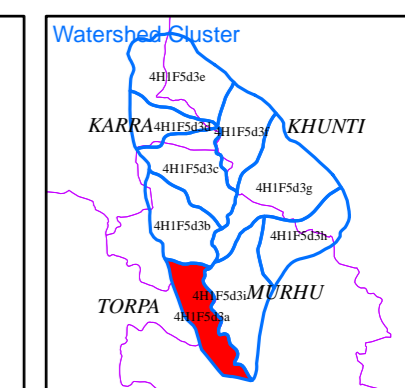 Watershed Cluster
4H1F5d3e
KARRA
4H1F5d3d
4H1F5d3f
KHUNTI
4H1F5d3c
4H1F5d3g
4H1F5d3b
4H1F5d3h
4H1F5d3i
MURHU
TORPA
4H1F5d3a